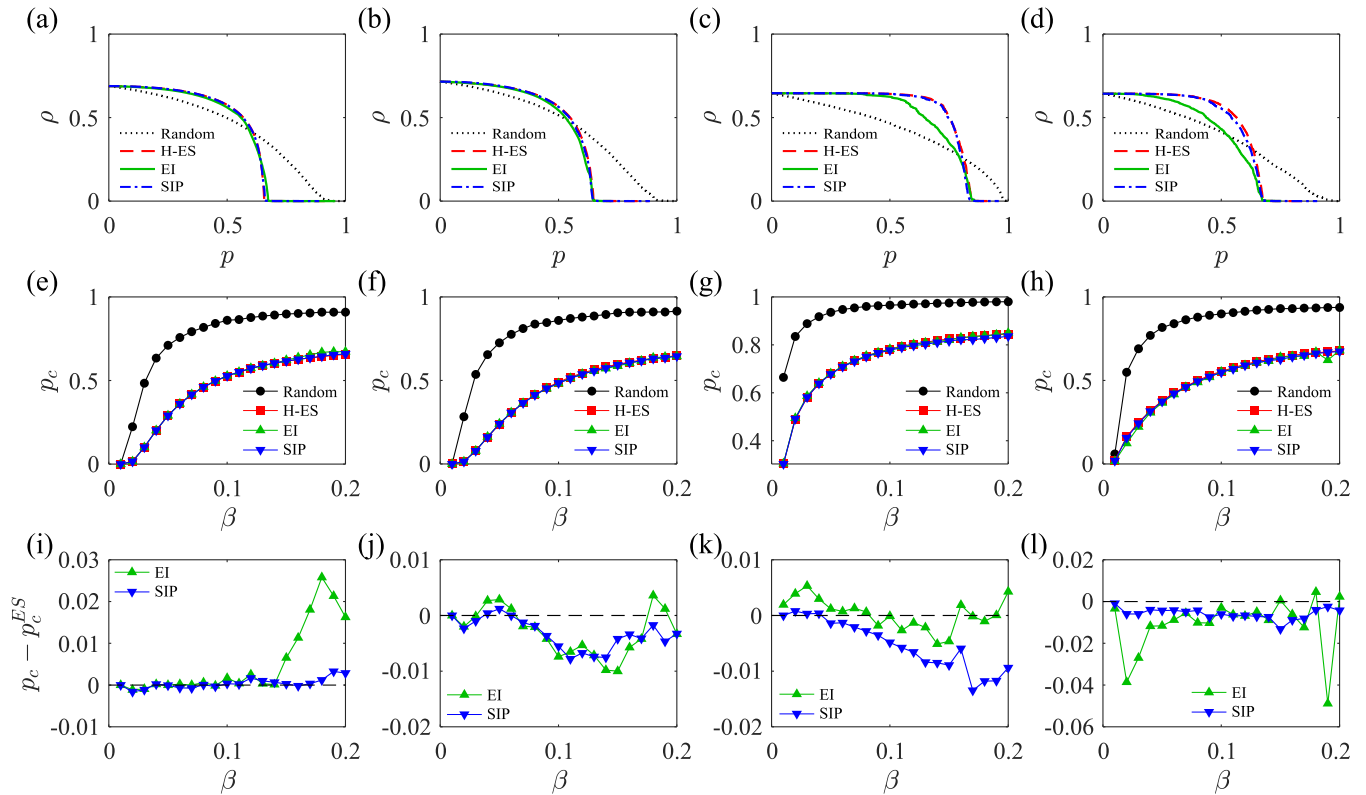 (a) (b) (c) (d)
1 1 1 1
ρ 0.5 ρ 0.5 ρ 0.5 ρ 0.5
Random Random Random Random
H-ES H-ES H-ES H-ES
EI EI EI EI
SIP SIP SIP SIP
0 0 0 0
0 0.5 1 0 0.5 1 0 0.5 1 0 0.5 1
p p p p
(e) (f) (g) (h)
1 1 1 1
0.8
p_c 0.5 p_c 0.5 p_c 0.6 p_c 0.5
Random Random Random Random
H-ES H-ES H-ES H-ES
EI EI EI EI
0.4
SIP SIP SIP SIP
0 0 0
0 0.1 0.2 0 0.1 0.2 0 0.1 0.2 0 0.1 0.2
β β β β
(i) (j) (k) (l)
0.03 0.01 0.01 0.02
EI
SIP
0.02 0 0 0
p_c − p_c^{ES}
0.01 -0.02
-0.01 -0.01
0 -0.04
EI EI EI
SIP SIP SIP
-0.01 -0.02 -0.02 -0.06
0 0.1 0.2 0 0.1 0.2 0 0.1 0.2 0 0.1 0.2
β β β β